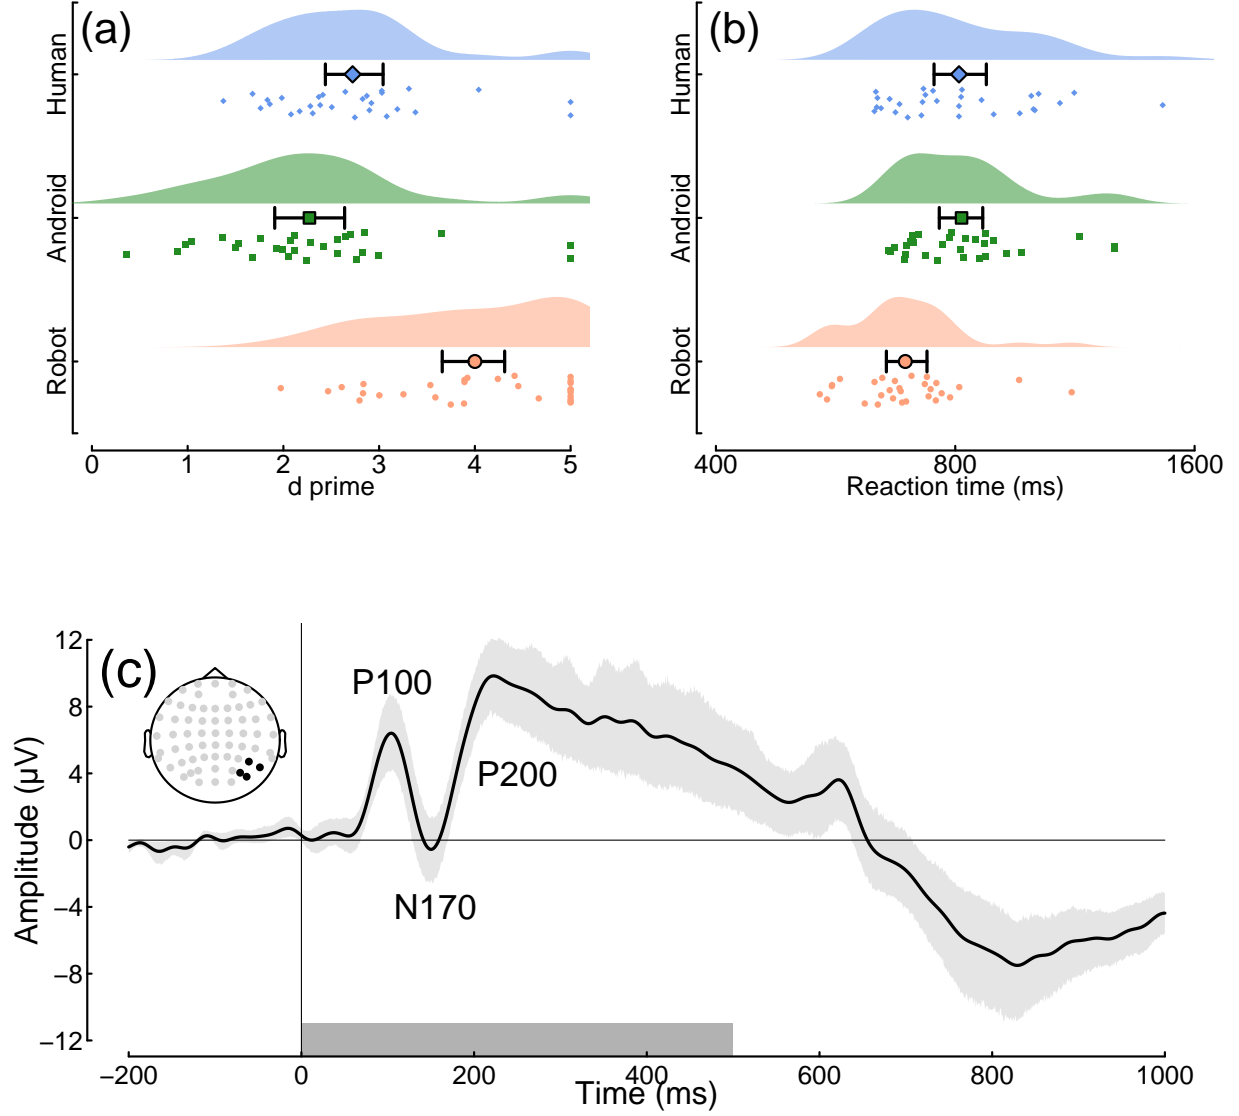 (a)
Human
Android
Robot
0 1 2 3 4 5
d prime
(b)
Human
Android
Robot
400 800 1600
Reaction time (ms)
(c)
12
8
4
0
−4
−8
−12
Amplitude (µV)
P100
P200
N170
−200 0 200 400 600 800 1000
Time (ms)